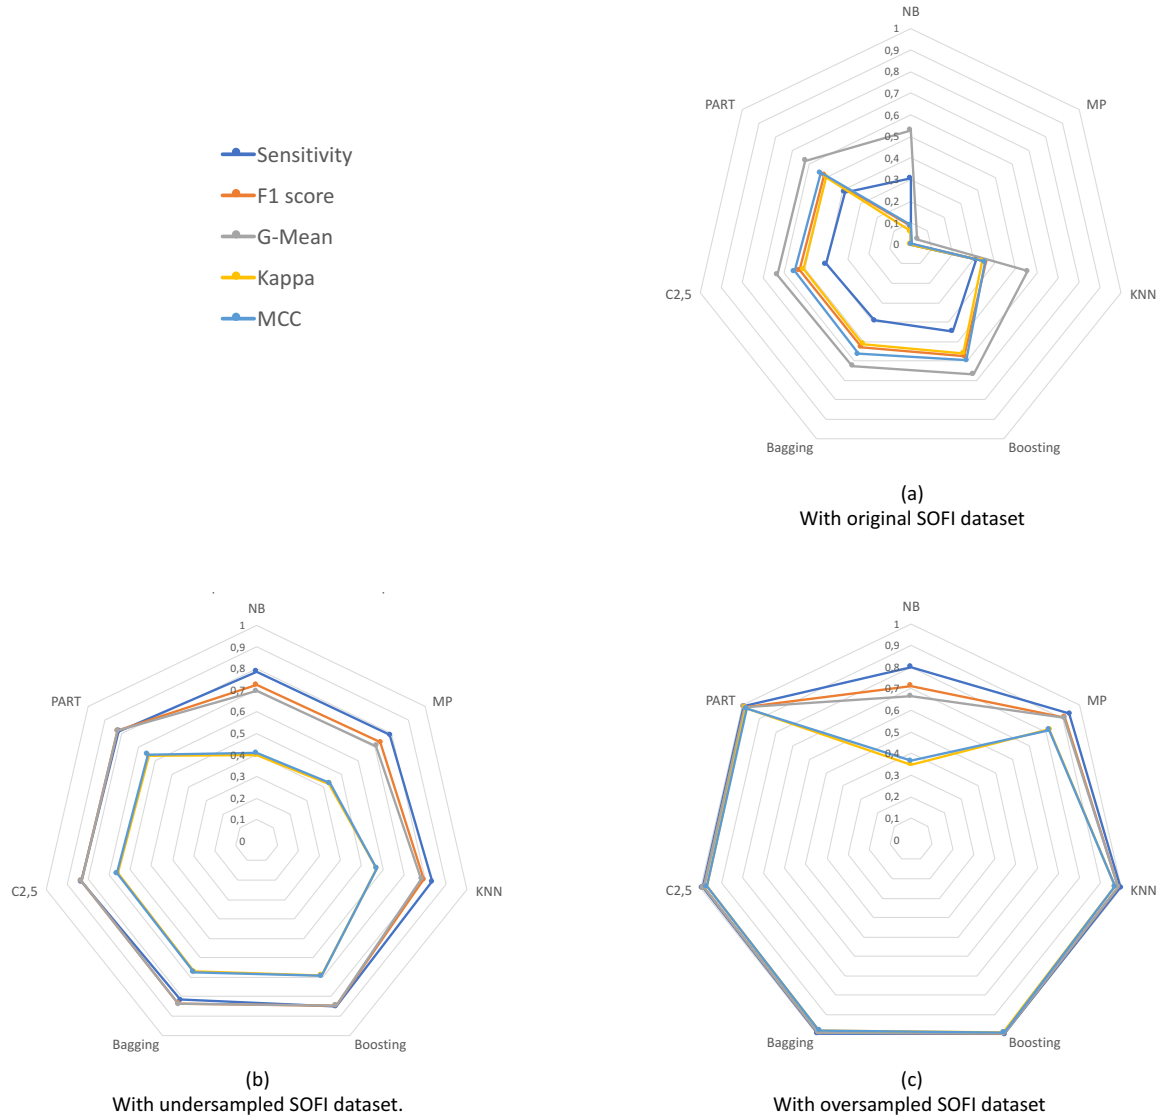 Sensitivity
F1 score
G-Mean
Kappa
MCC
NB
1
0,9
0,8
0,7
0,6
0,5
0,4
0,3
0,2
0,1
0
MP
KNN
Boosting
Bagging
C2,5
PART
(a)
With original SOFI dataset
NB
1
0,9
0,8
0,7
0,6
0,5
0,4
0,3
0,2
0,1
0
MP
KNN
Boosting
Bagging
C2,5
PART
(b)
With undersampled SOFI dataset.
NB
1
0,9
0,8
0,7
0,6
0,5
0,4
0,3
0,2
0,1
0
MP
KNN
Boosting
Bagging
C2,5
PART
(c)
With oversampled SOFI dataset